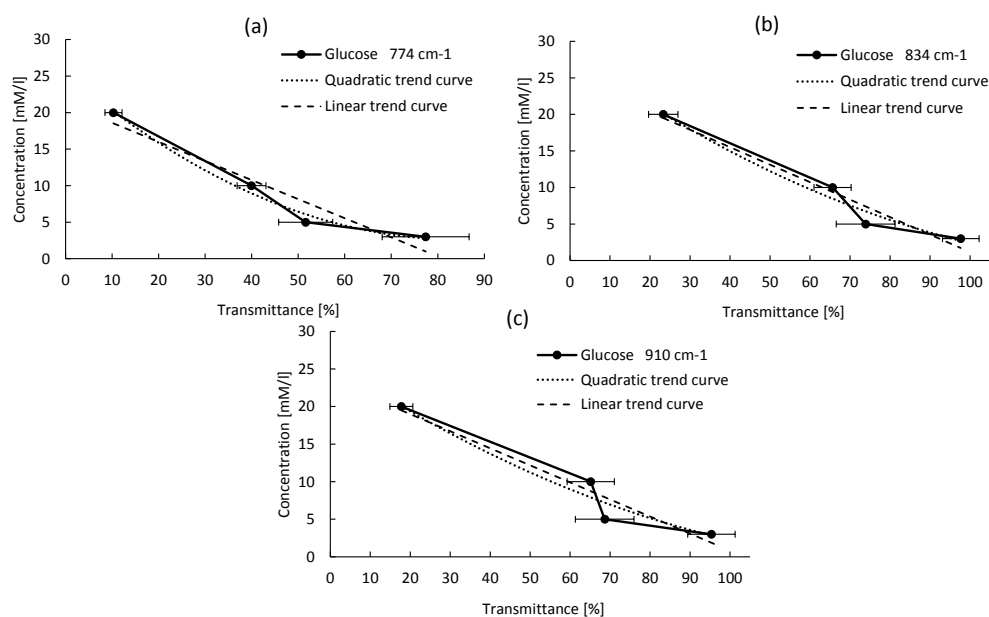 (a)
Glucose 774 cm-1
Quadratic trend curve
Linear trend curve
Concentration [mM/l]
30
25
20
15
10
5
0
0 10 20 30 40 50 60 70 80 90
Transmittance [%]
(b)
Glucose 834 cm-1
Quadratic trend curve
Linear trend curve
Concentration [mM/l]
30
25
20
15
10
5
0
0 10 20 30 40 50 60 70 80 90 100
Transmittance [%]
(c)
Glucose 910 cm-1
Quadratic trend curve
Linear trend curve
Concentration [mM/l]
30
25
20
15
10
5
0
0 10 20 30 40 50 60 70 80 90 100
Transmittance [%]